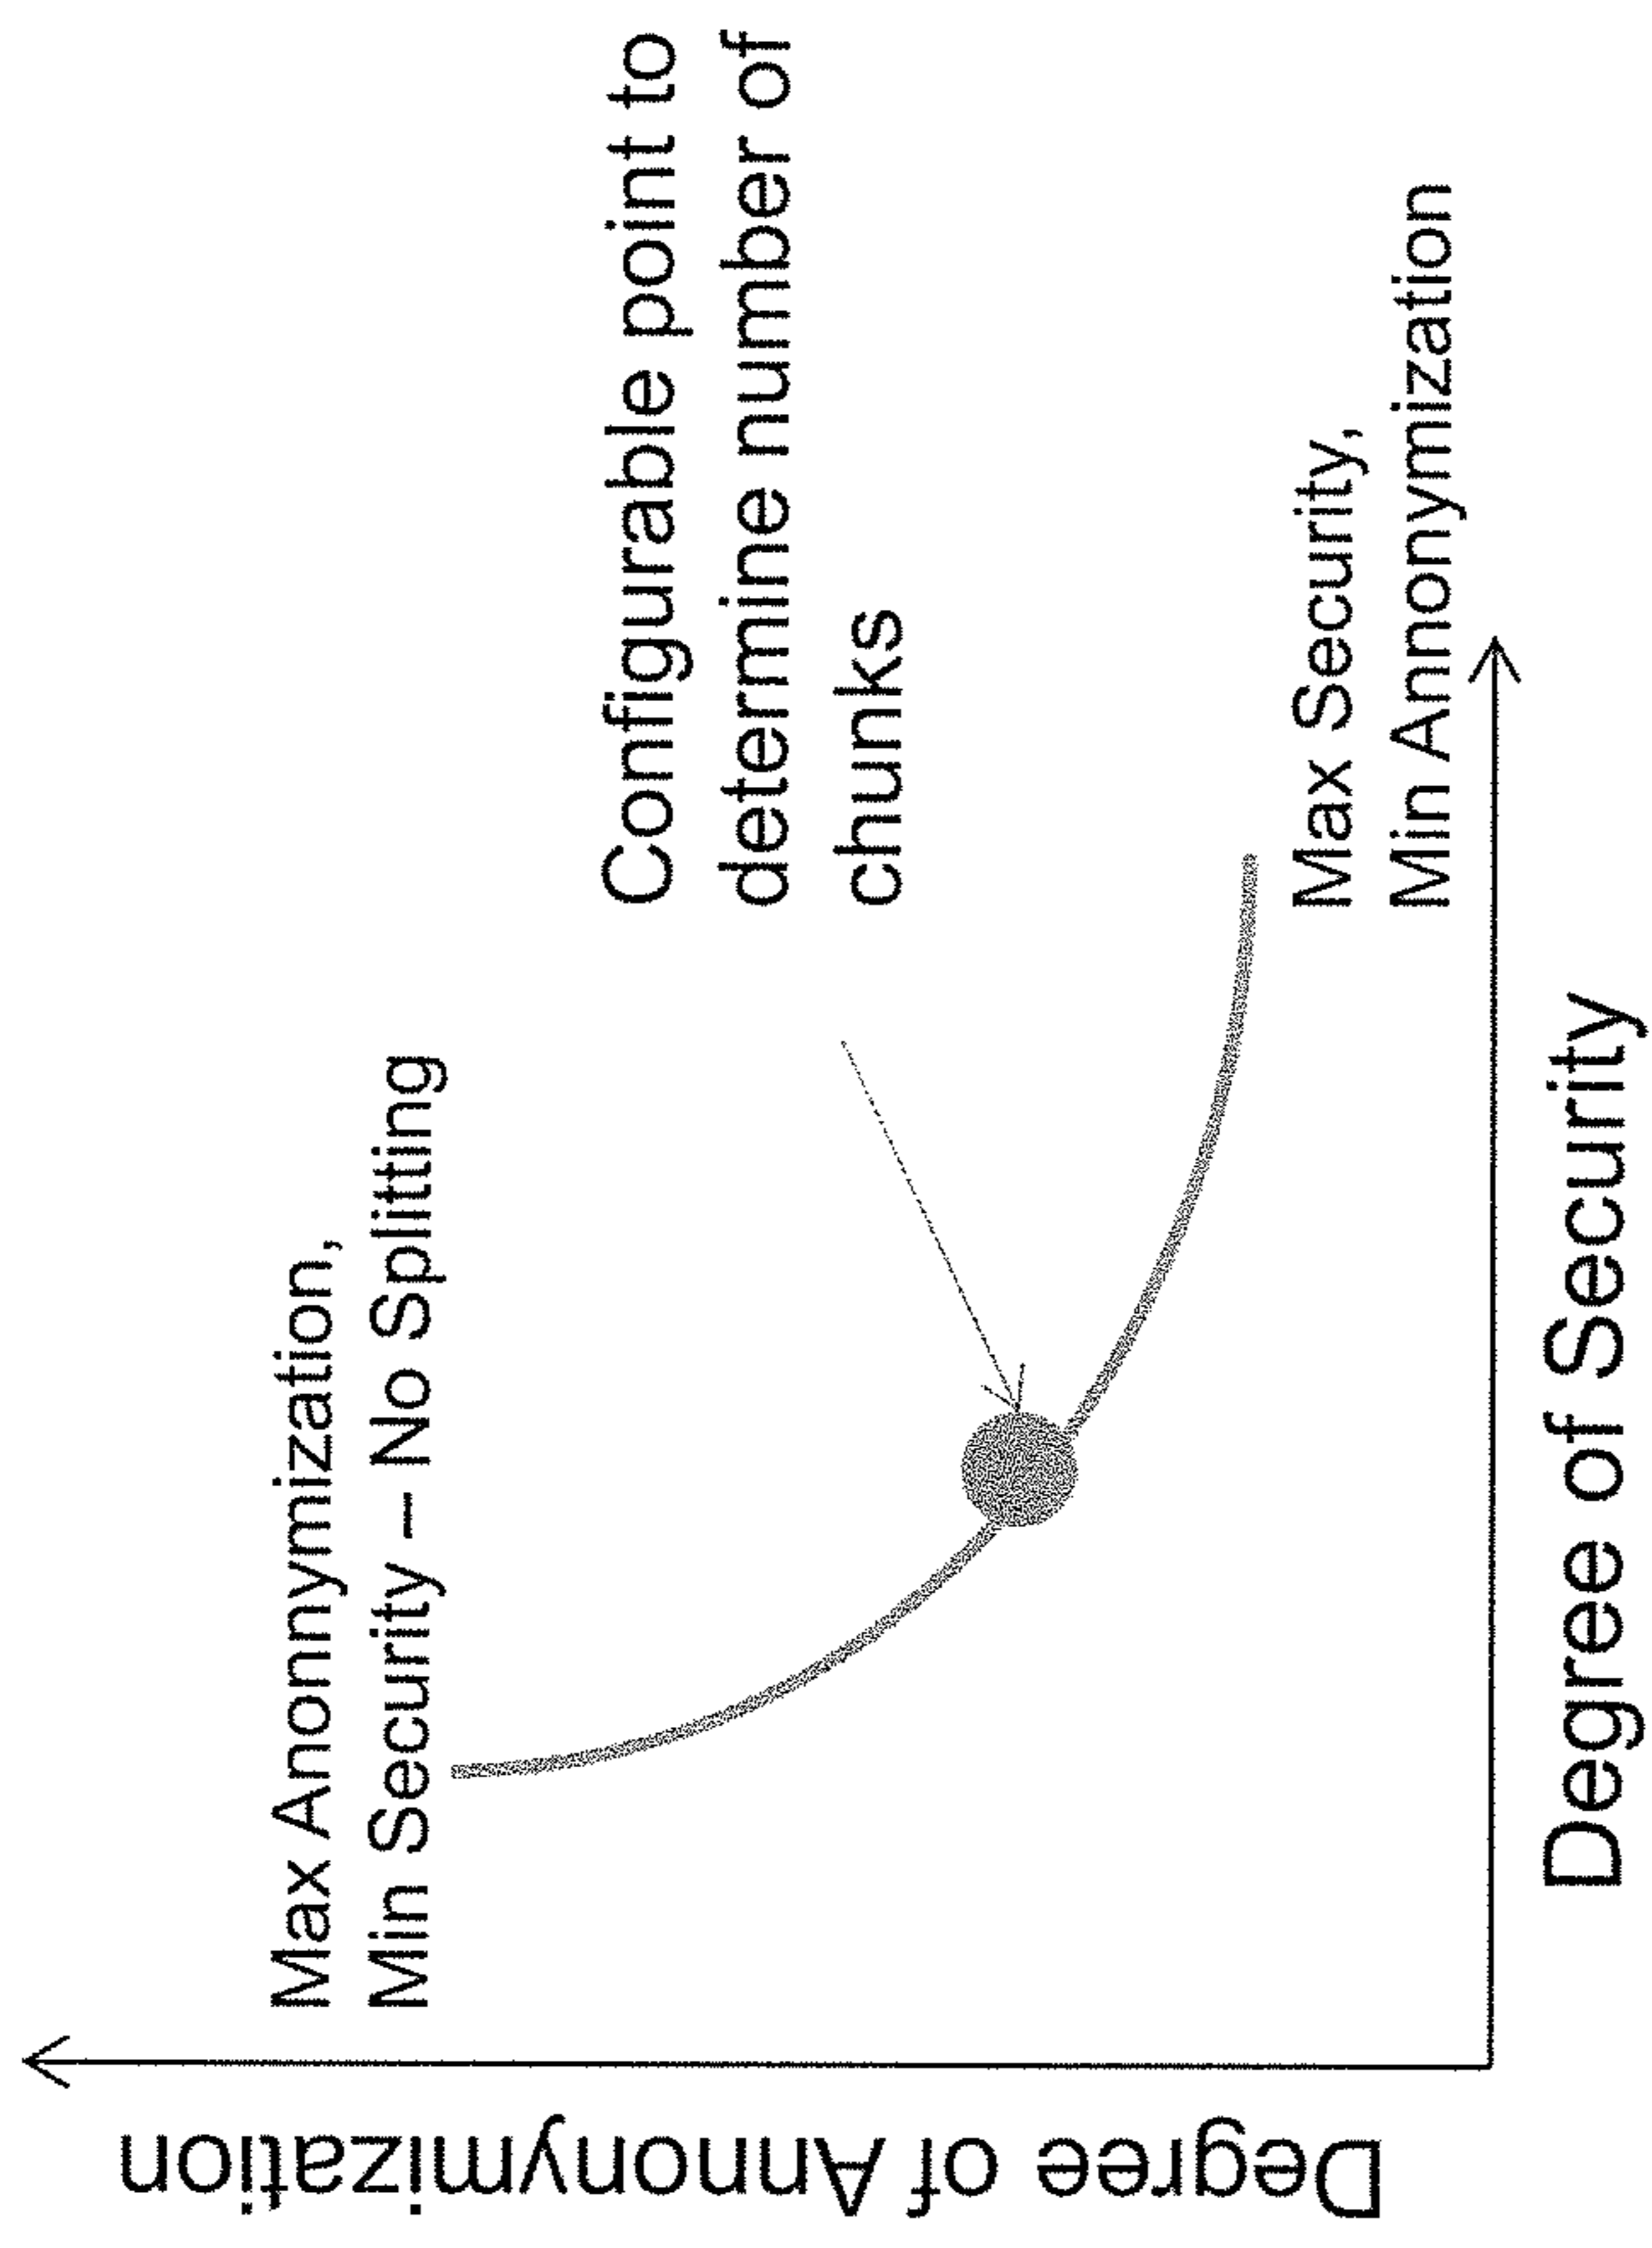 Degree of Annonymization
Max Anonnymization,
Min Security – No Splitting
Configurable point to
determine number of
chunks
Max Security,
Min Annonymization
Degree of Security